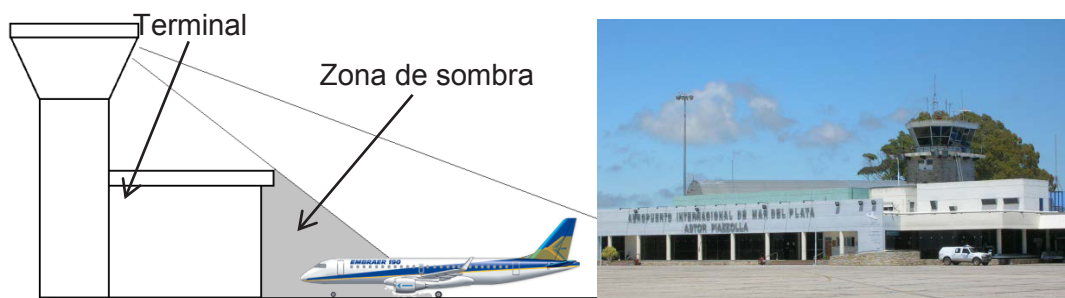 Terminal
Zona de sombra
EMBRAER 190
AEROPUERTO INTERNACIONAL DE MAR DEL PLATA
ASTOR PIAZZOLLA